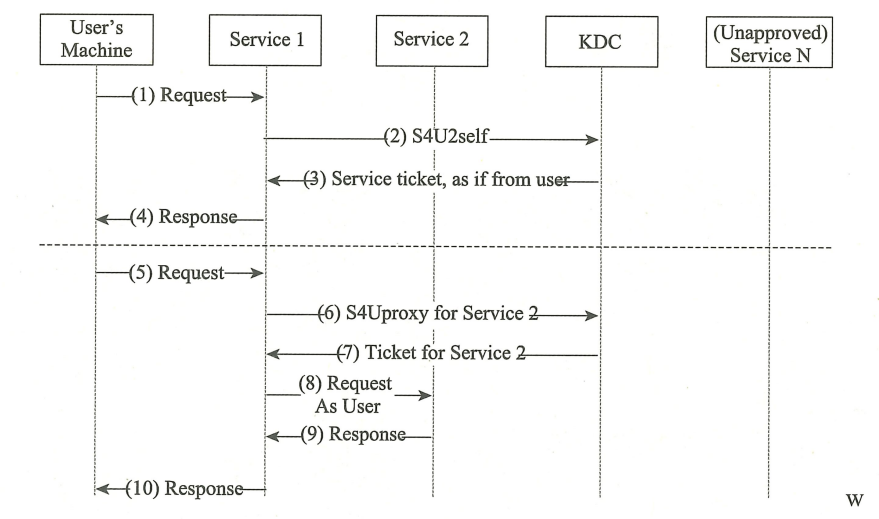 User's
Machine
Service 1
Service 2
KDC
(Unapproved)
Service N
(1) Request
(2) S4U2self
(3) Service ticket, as if from user
(4) Response
(5) Request
(6) S4Uproxy for Service 2
(7) Ticket for Service 2
(8) Request
As User
(9) Response
(10) Response
W